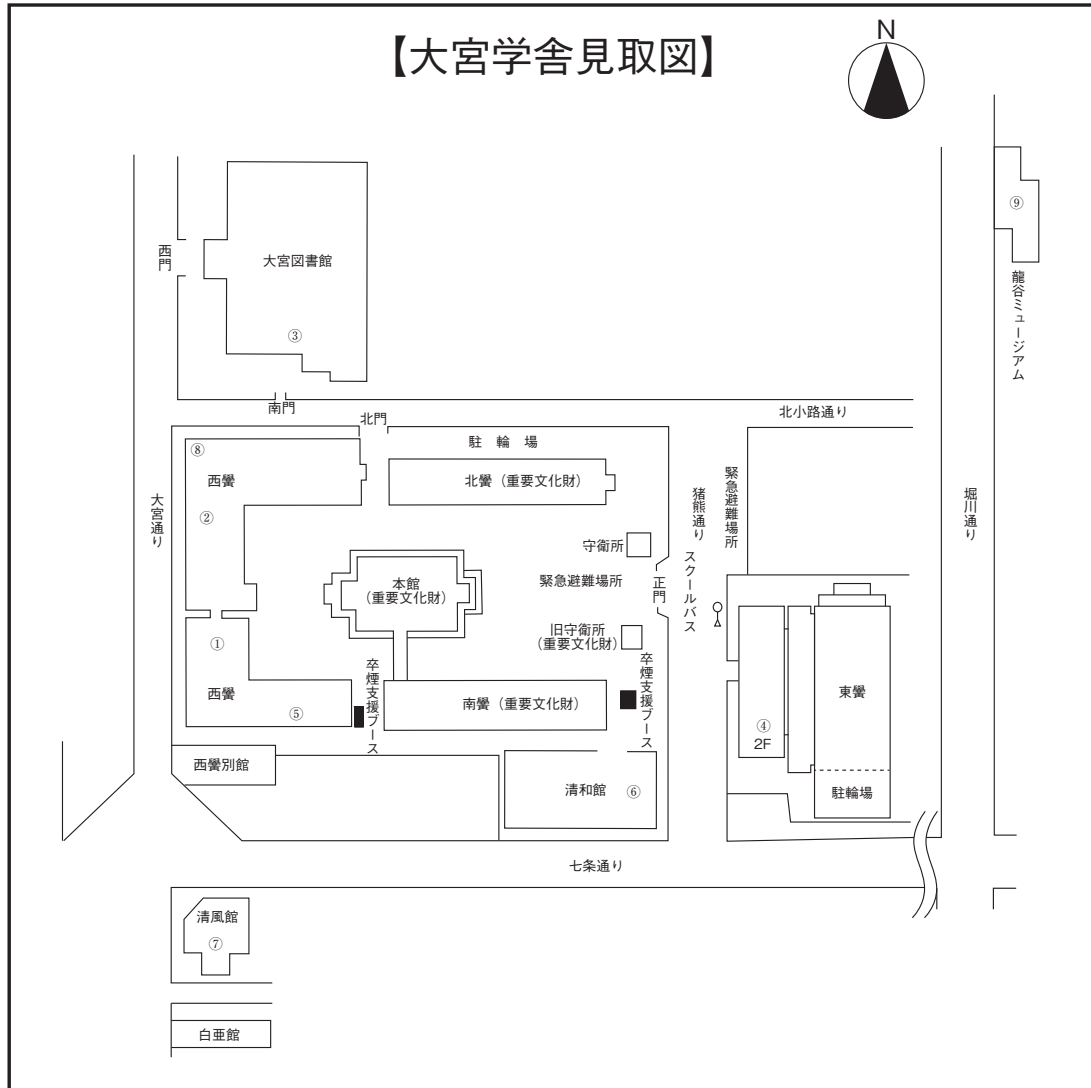 【大宮学舎見取図】
N
⑨
龍谷ミュージアム
西門
大宮図書館
③
南門
北門
北小路通り
駐輪場
⑧
西黌
②
大宮通り
北黌（重要文化財）
猪熊通り
緊急避難場所
堀川通り
守衛所
緊急避難場所
正門
スクールバス
本館
（重要文化財）
旧守衛所
（重要文化財）
①
西黌
⑤
卒煙支援ブース
南黌（重要文化財）
卒煙支援ブース
東黌
④
2F
西黌別館
清和館
⑥
駐輪場
七条通り
清風館
⑦
白亜館